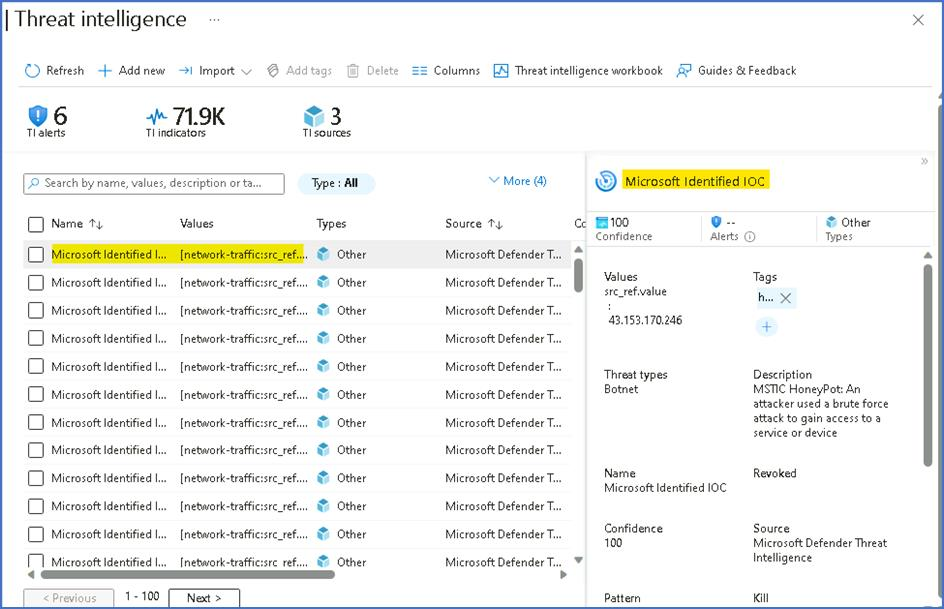 Threat intelligence ...
Refresh Add new Import Add tags Delete Columns Threat intelligence workbook Guides & Feedback
6 71.9K 3
TI alerts TI indicators TI sources
Search by name, values, description or ta... Type : All More (4)
Name Values Types Source Co
Microsoft Identified I... [network-traffic:src_ref.... Other Microsoft Defender T...
Microsoft Identified I... [network-traffic:src_ref.... Other Microsoft Defender T...
Microsoft Identified I... [network-traffic:src_ref.... Other Microsoft Defender T...
Microsoft Identified I... [network-traffic:src_ref.... Other Microsoft Defender T...
Microsoft Identified I... [network-traffic:src_ref.... Other Microsoft Defender T...
Microsoft Identified I... [network-traffic:src_ref.... Other Microsoft Defender T...
Microsoft Identified I... [network-traffic:src_ref.... Other Microsoft Defender T...
Microsoft Identified I... [network-traffic:src_ref.... Other Microsoft Defender T...
Microsoft Identified I... [network-traffic:src_ref.... Other Microsoft Defender T...
Microsoft Identified I... [network-traffic:src_ref.... Other Microsoft Defender T...
Microsoft Identified I... [network-traffic:src_ref.... Other Microsoft Defender T...
Microsoft Identified I... [network-traffic:src_ref.... Other Microsoft Defender T...
< Previous 1 - 100 Next >
Microsoft Identified IOC
100 -- Other
Confidence Alerts Types
Values Tags
src_ref.value h...
:
43.153.170.246
Threat types Description
Botnet MSTIC HoneyPot: An
attacker used a brute force
attack to gain access to a
service or device
Name Revoked
Microsoft Identified IOC
Confidence Source
100 Microsoft Defender Threat
Intelligence
Pattern Kill